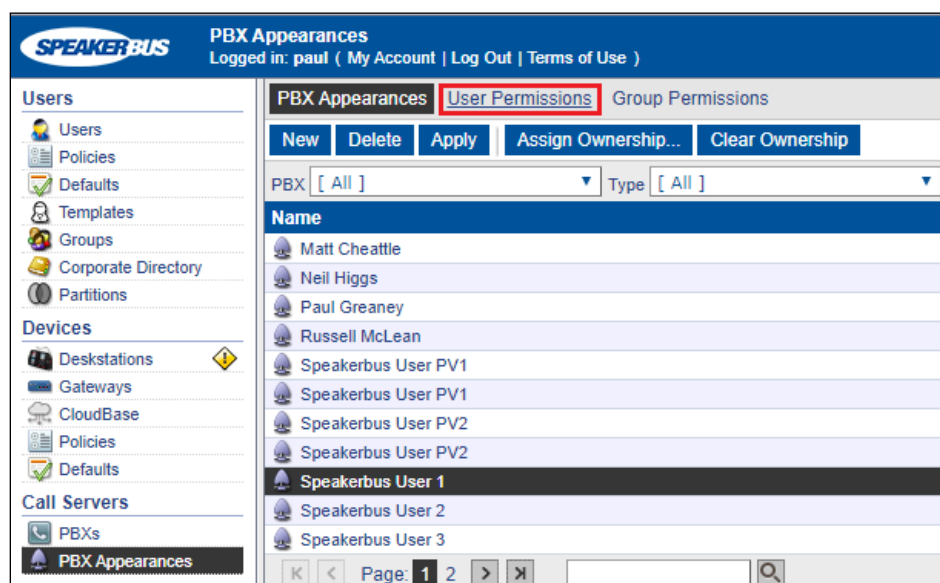 SPEAKERBUS
PBX Appearances
Logged in: paul ( My Account | Log Out | Terms of Use )
Users
Users
Policies
Defaults
Templates
Groups
Corporate Directory
Partitions
Devices
Deskstations
Gateways
CloudBase
Policies
Defaults
Call Servers
PBXs
PBX Appearances
PBX Appearances User Permissions Group Permissions
New Delete Apply Assign Ownership... Clear Ownership
PBX [ All ] Type [ All ]
Name
Matt Cheattle
Neil Higgs
Paul Greaney
Russell McLean
Speakerbus User PV1
Speakerbus User PV1
Speakerbus User PV2
Speakerbus User PV2
Speakerbus User 1
Speakerbus User 2
Speakerbus User 3
Page: 1 2